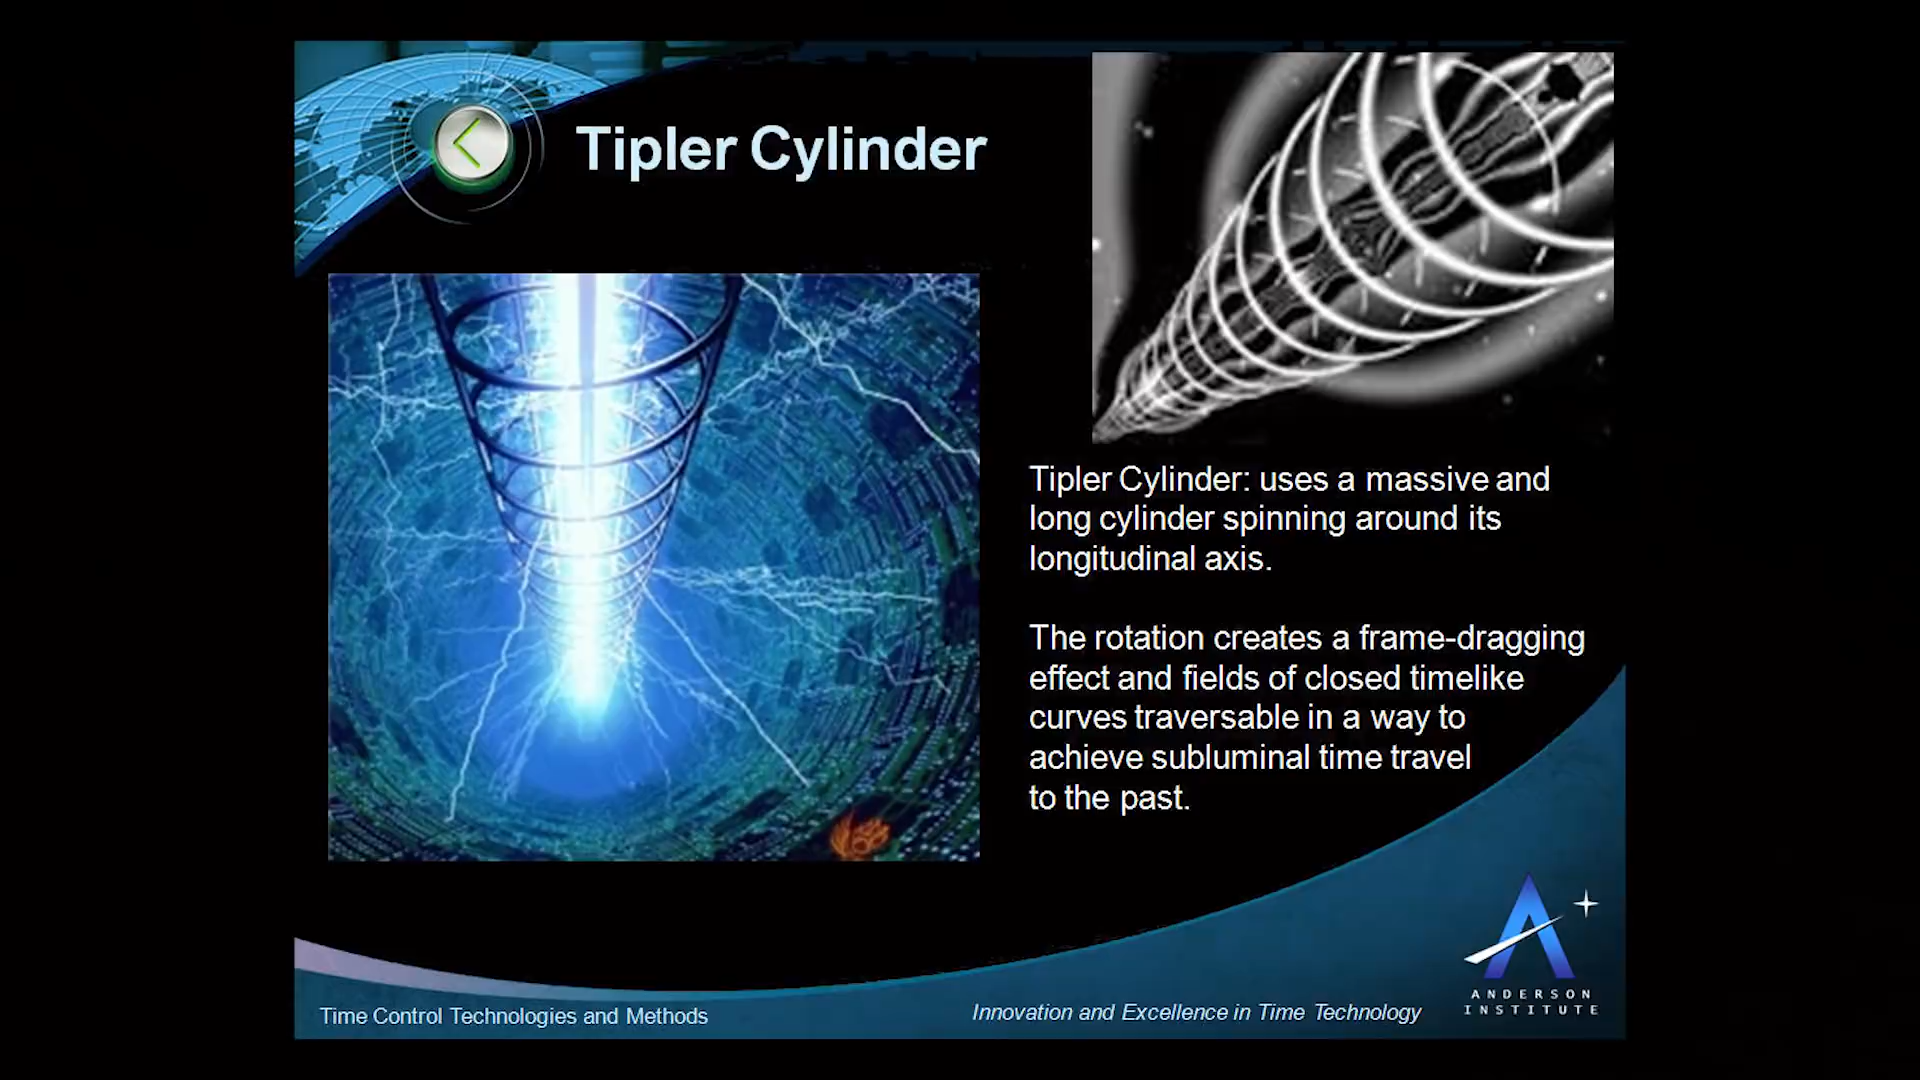 Tipler Cylinder
Tipler Cylinder: uses a massive and
long cylinder spinning around its
longitudinal axis.
The rotation creates a frame-dragging
effect and fields of closed timelike
curves traversable in a way to
achieve subluminal time travel
to the past.
ANDERSON
INSTITUTE
Time Control Technologies and Methods
Innovation and Excellence in Time Technology